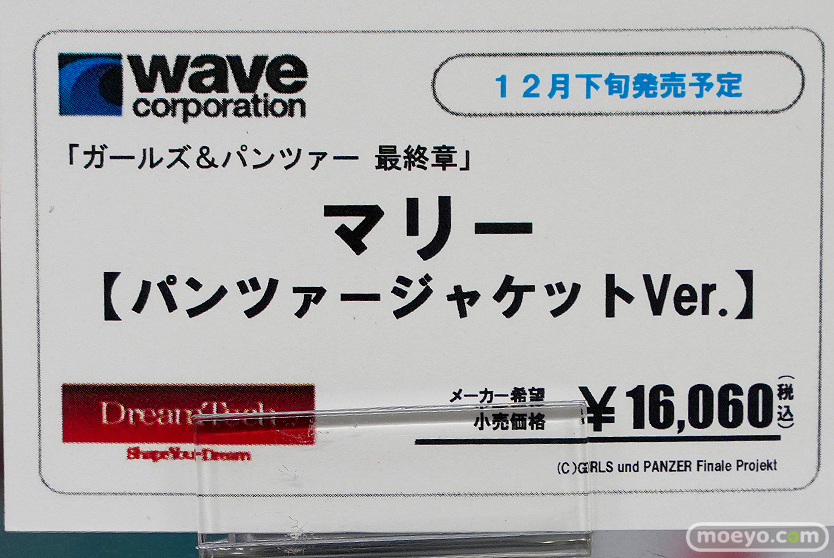 wave
corporation
12月下旬発売予定
「ガールズ&パンツァー 最終章」
マリー
【パンツァージャケットVer.】
DreamTech
ShapeYou-Dream
メーカー希望
小売価格
¥16,060(税込)
(C)GIRLS und PANZER Finale Projekt
moeyo.com